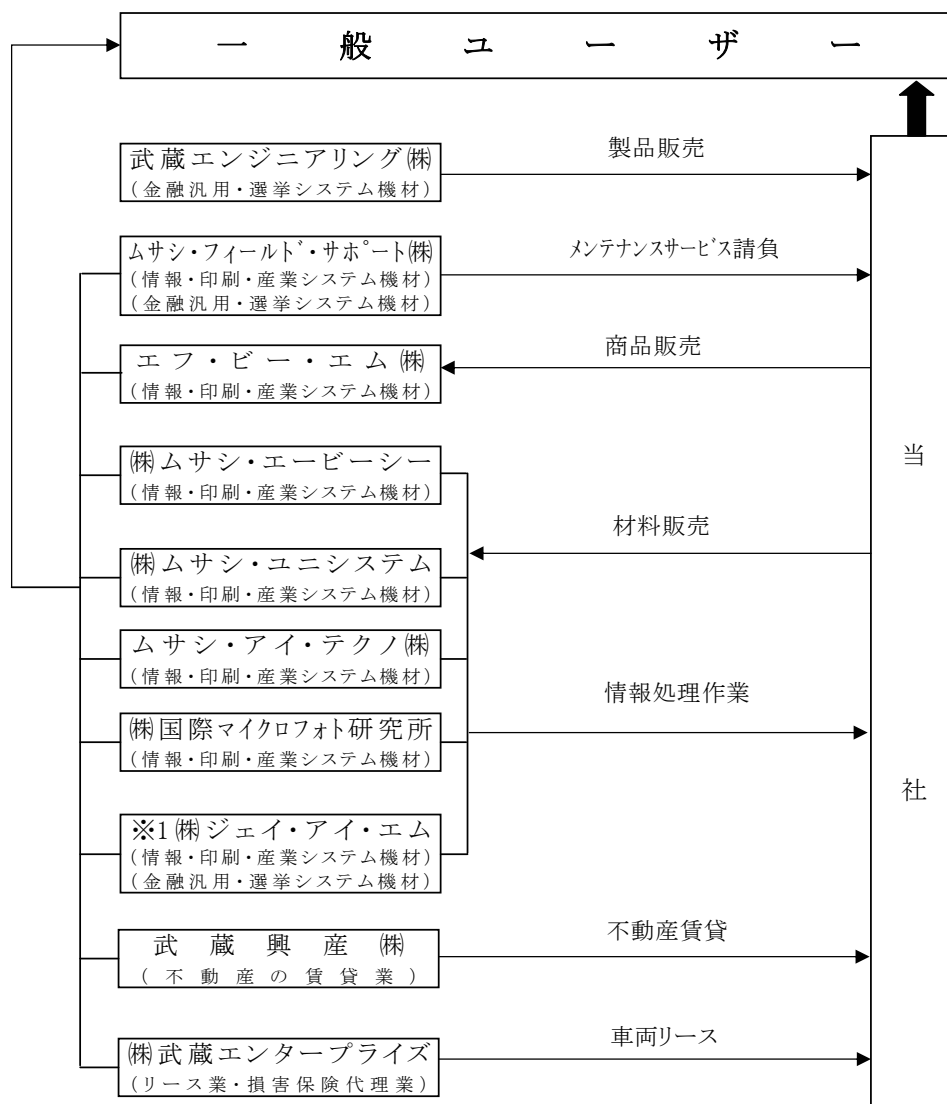 一般ユーザー
武蔵エンジニアリング㈱
(金融汎用・選挙システム機材)
製品販売
ムサシ・フィールド・サポート㈱
(情報・印刷・産業システム機材)
(金融汎用・選挙システム機材)
メンテナンスサービス請負
エフ・ビー・エム㈱
(情報・印刷・産業システム機材)
商品販売
㈱ムサシ・エービーシー
(情報・印刷・産業システム機材)
材料販売
㈱ムサシ・ユニシステム
(情報・印刷・産業システム機材)
ムサシ・アイ・テクノ㈱
(情報・印刷・産業システム機材)
情報処理作業
㈱国際マイクロフォト研究所
(情報・印刷・産業システム機材)
※1㈱ジェイ・アイ・エム
(情報・印刷・産業システム機材)
(金融汎用・選挙システム機材)
武蔵興産㈱
(不動産の賃貸業)
不動産賃貸
㈱武蔵エンタープライズ
(リース業・損害保険代理業)
車両リース
当社